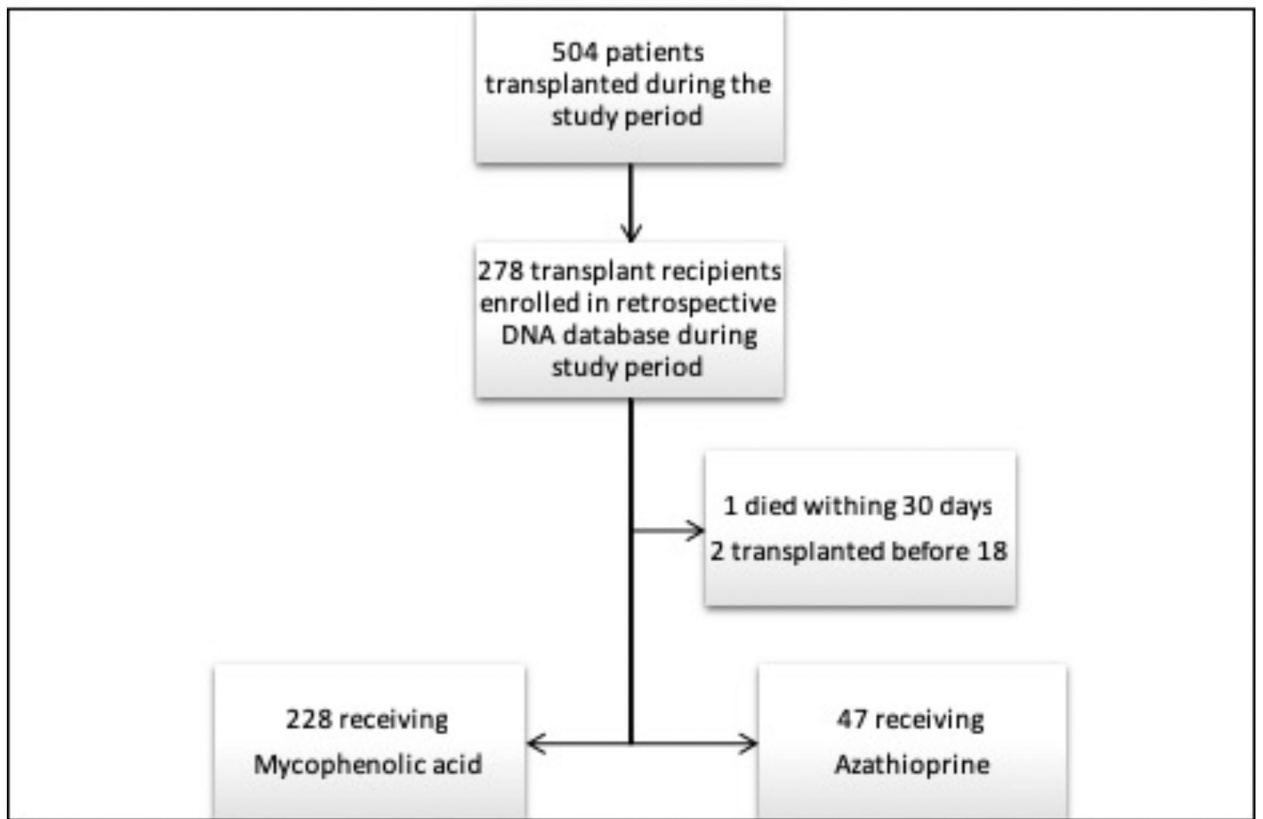 504 patients
transplanted during the
study period
278 transplant recipients
enrolled in retrospective
DNA database during
study period
1 died withing 30 days
2 transplanted before 18
228 receiving
Mycophenolic acid
47 receiving
Azathioprine